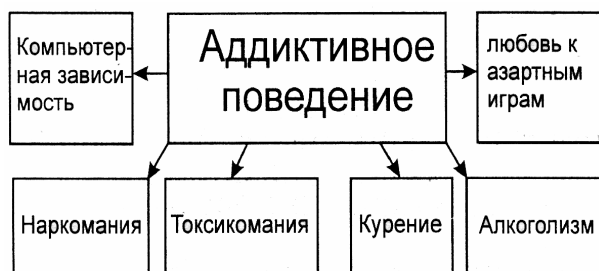 Компьютер-
ная зависи-
мость
Аддиктивное
поведение
любовь к
азартным
играм
Наркомания
Токсикомания
Курение
Алкоголизм